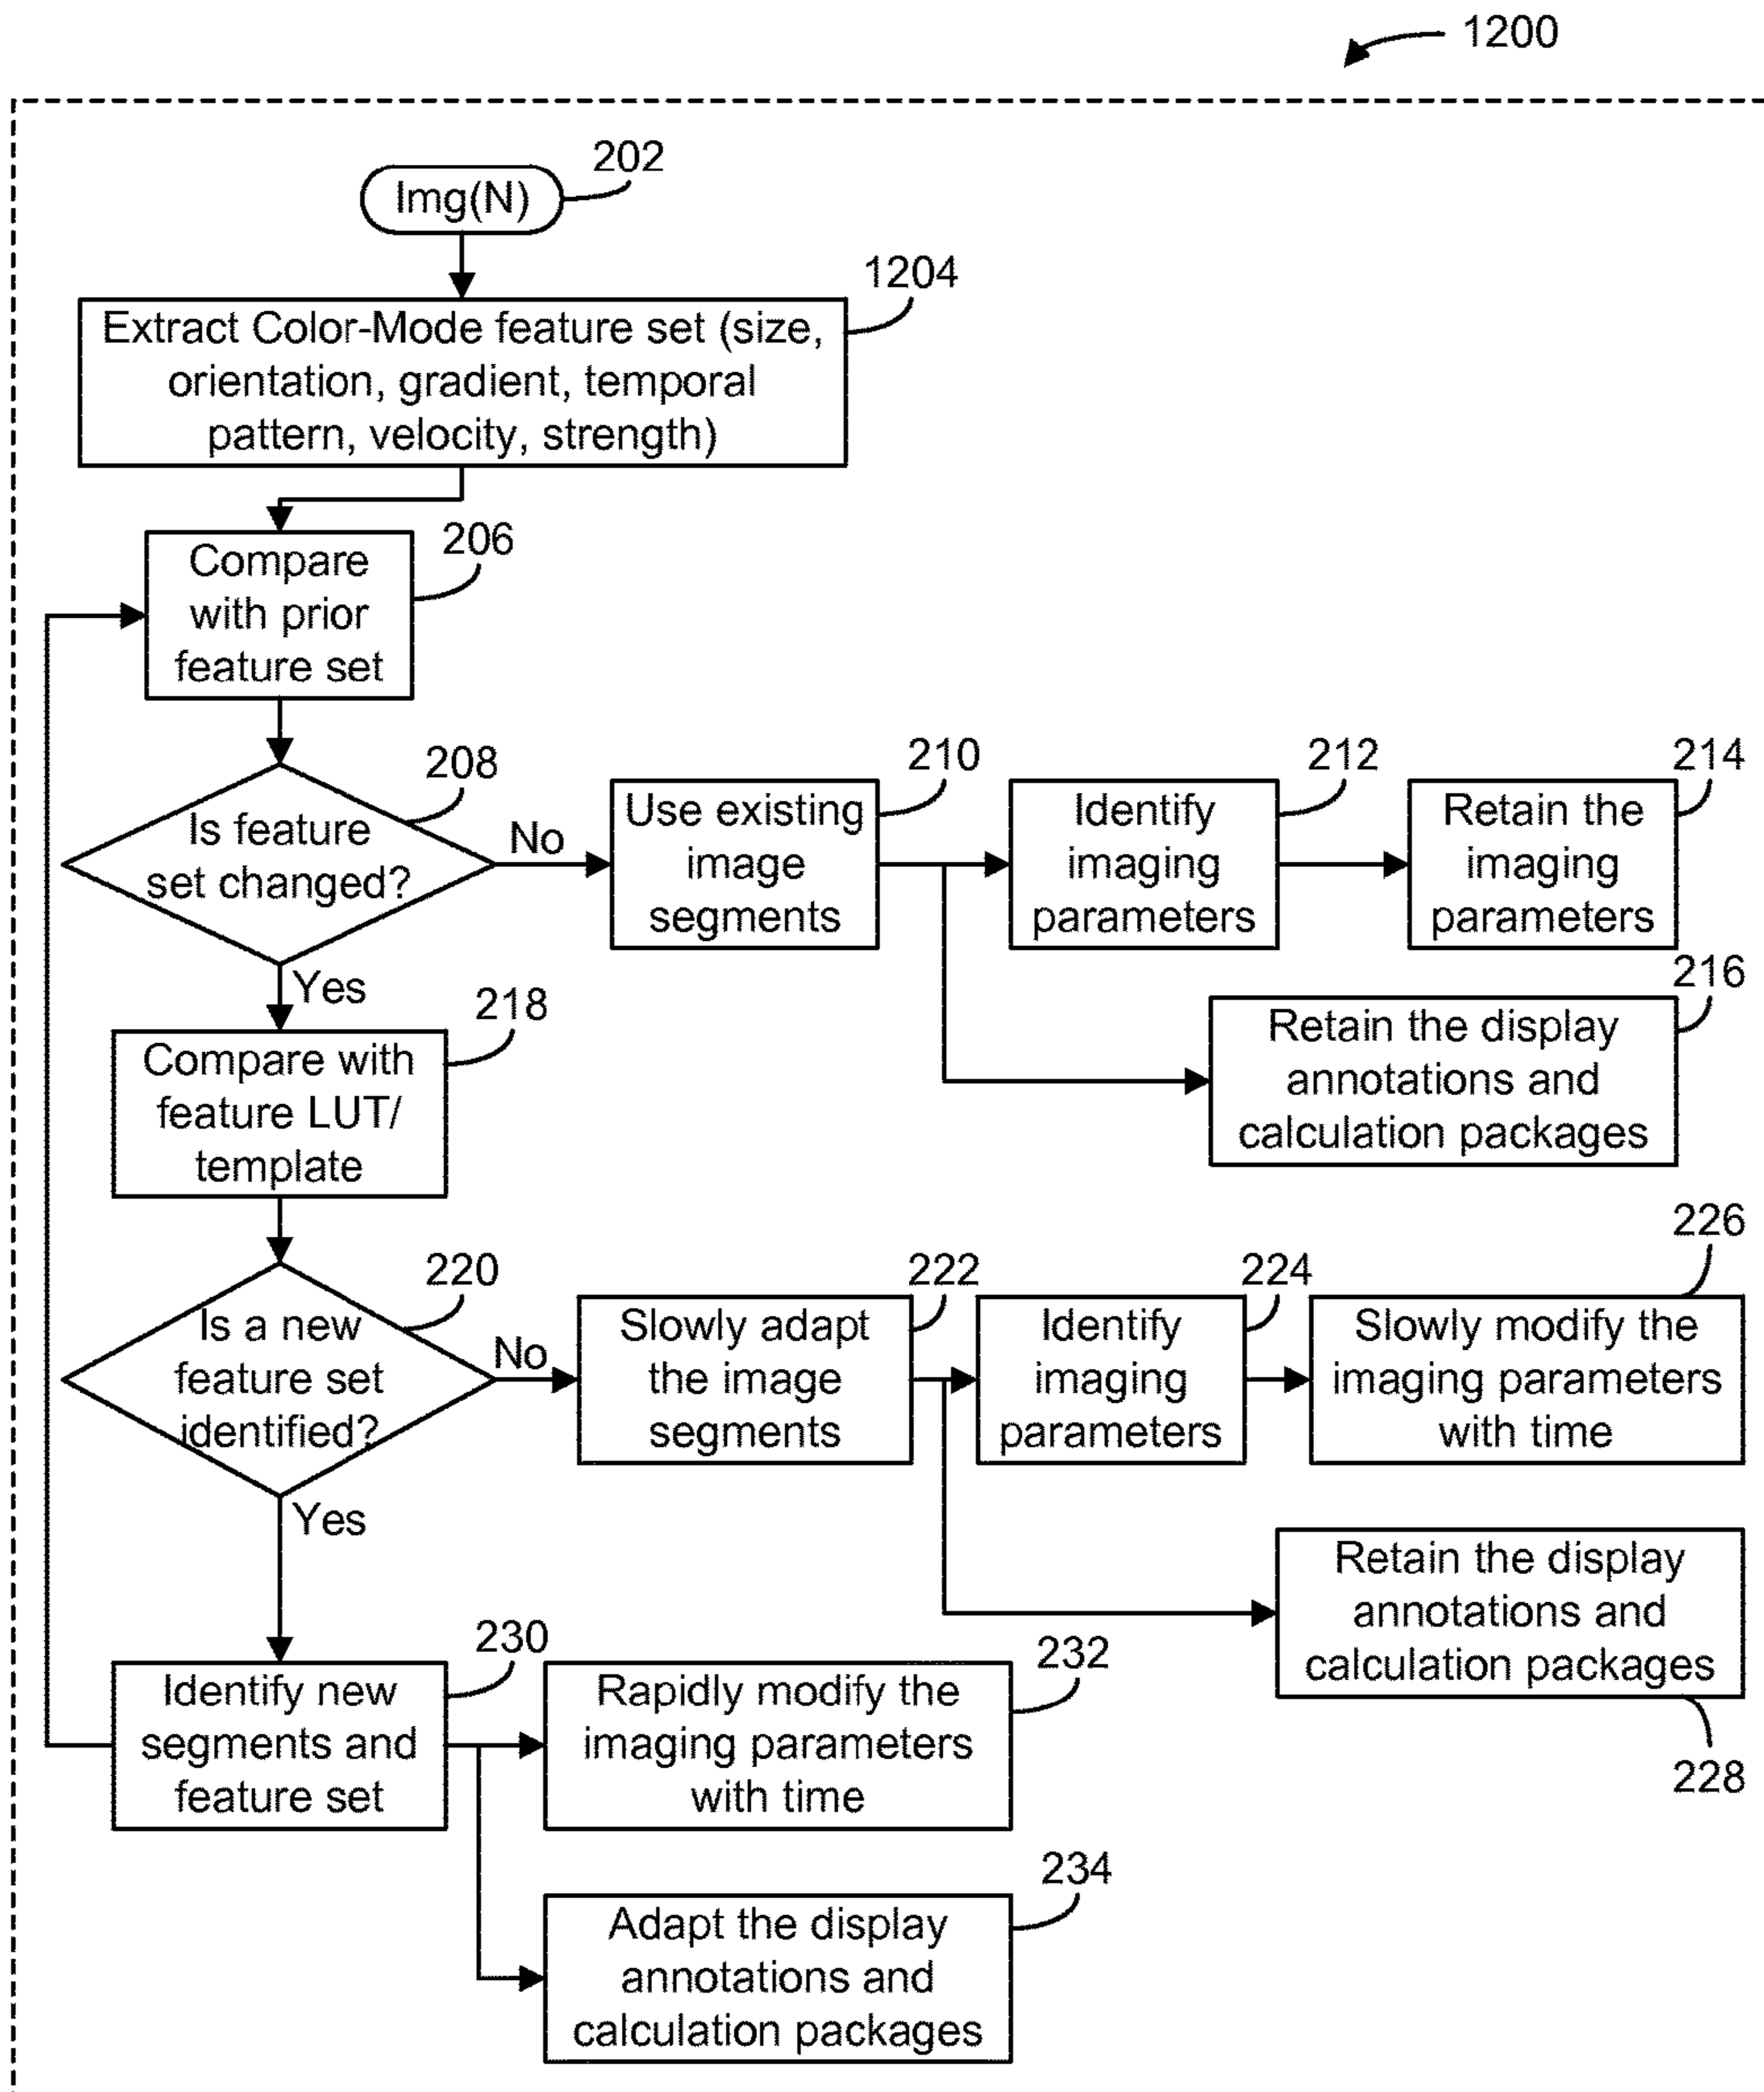 1200
202
Img(N)
1204
Extract Color-Mode feature set (size,
orientation, gradient, temporal
pattern, velocity, strength)
206
Compare
with prior
feature set
208
Is feature
set changed?
No
Yes
210
Use existing
image
segments
212
Identify
imaging
parameters
214
Retain the
imaging
parameters
216
Retain the display
annotations and
calculation packages
218
Compare with
feature LUT/
template
220
Is a new
feature set
identified?
No
Yes
222
Slowly adapt
the image
segments
224
Identify
imaging
parameters
226
Slowly modify the
imaging parameters
with time
Retain the display
annotations and
calculation packages
228
230
Identify new
segments and
feature set
232
Rapidly modify the
imaging parameters
with time
234
Adapt the display
annotations and
calculation packages